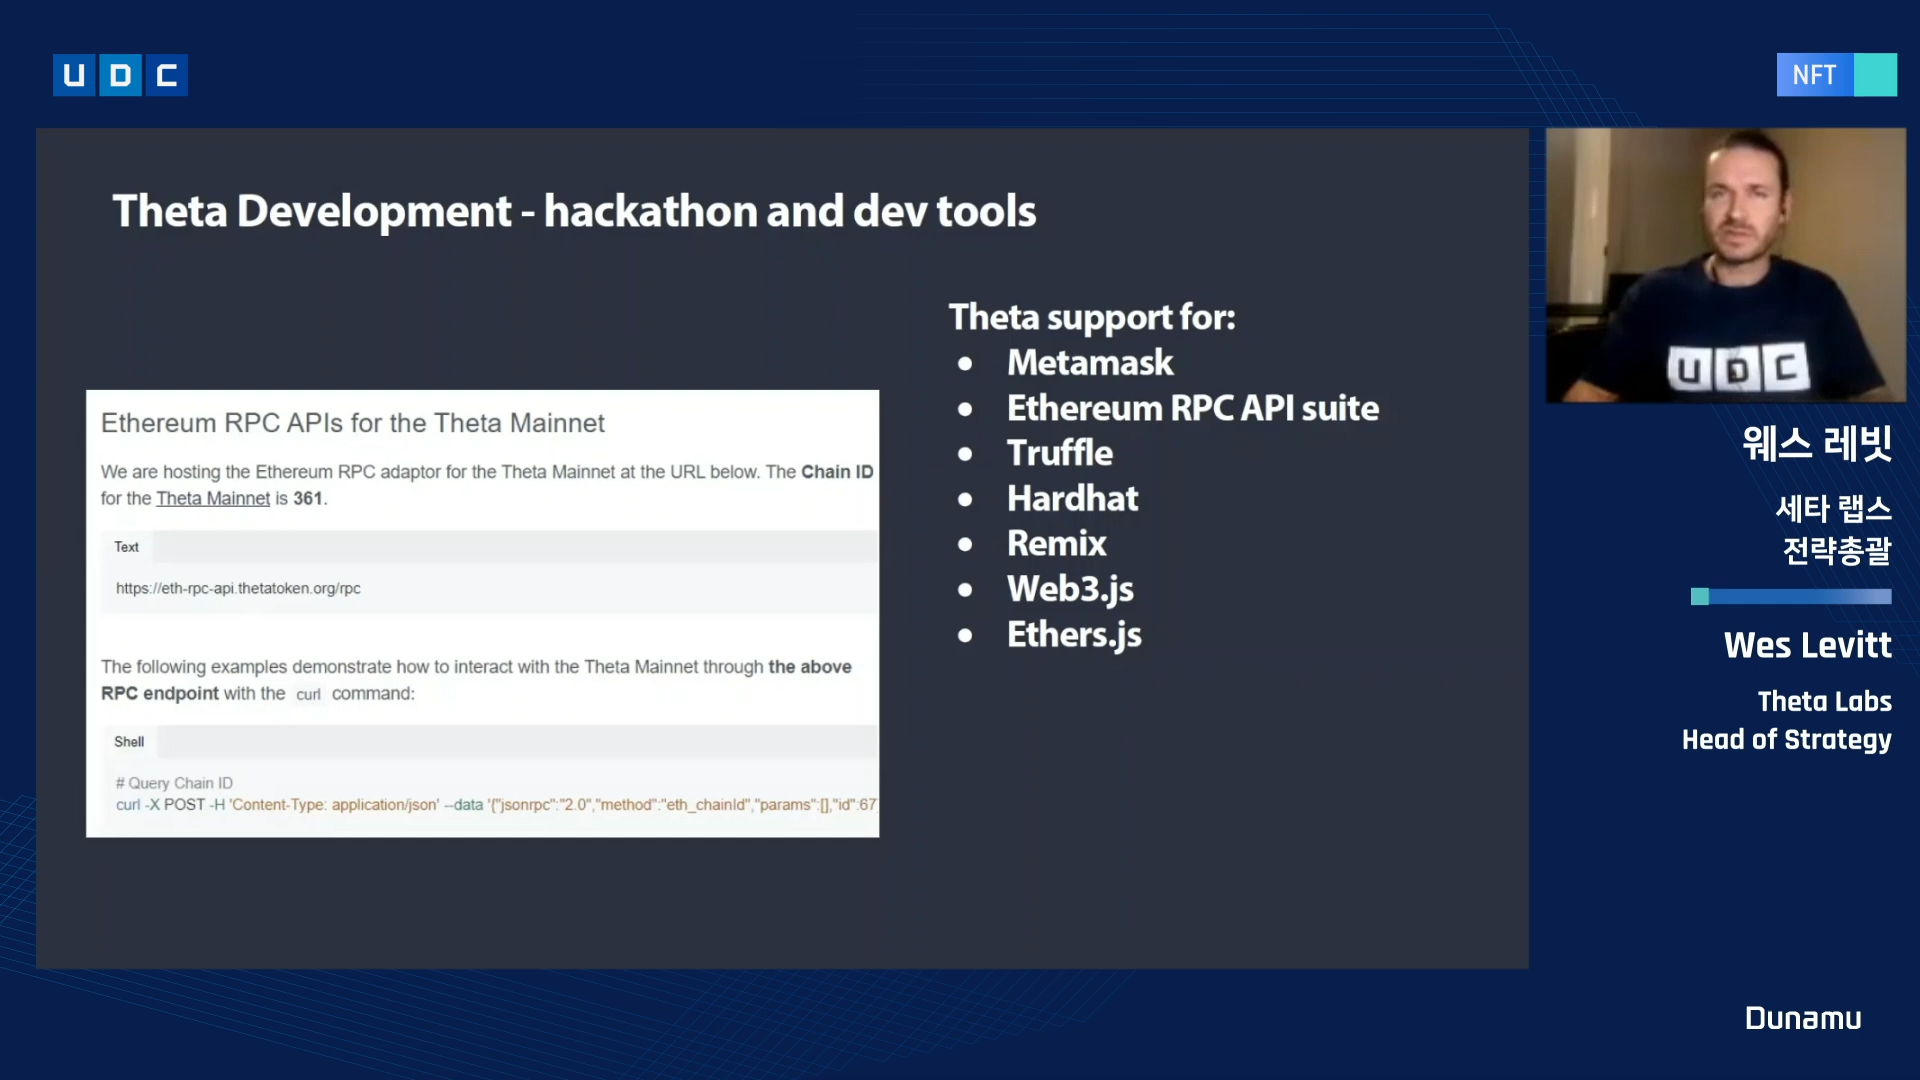 UDC
NFT
Theta Development - hackathon and dev tools
Ethereum RPC APIs for the Theta Mainnet
We are hosting the Ethereum RPC adaptor for the Theta Mainnet at the URL below. The Chain ID
for the Theta Mainnet is 361.
Text
https://eth-rpc-api.thetatoken.org/rpc
The following examples demonstrate how to interact with the Theta Mainnet through the above
RPC endpoint with the curl command:
Shell
# Query Chain ID
curl -X POST -H 'Content-Type: application/json' --data '{"jsonrpc":"2.0","method":"eth_chainId","params":[],"id":67
Theta support for:
• Metamask
• Ethereum RPC API suite
• Truffle
• Hardhat
• Remix
• Web3.js
• Ethers.js
UDC
웨스 레빗
세타 랩스
전략총괄
Wes Levitt
Theta Labs
Head of Strategy
Dunamu